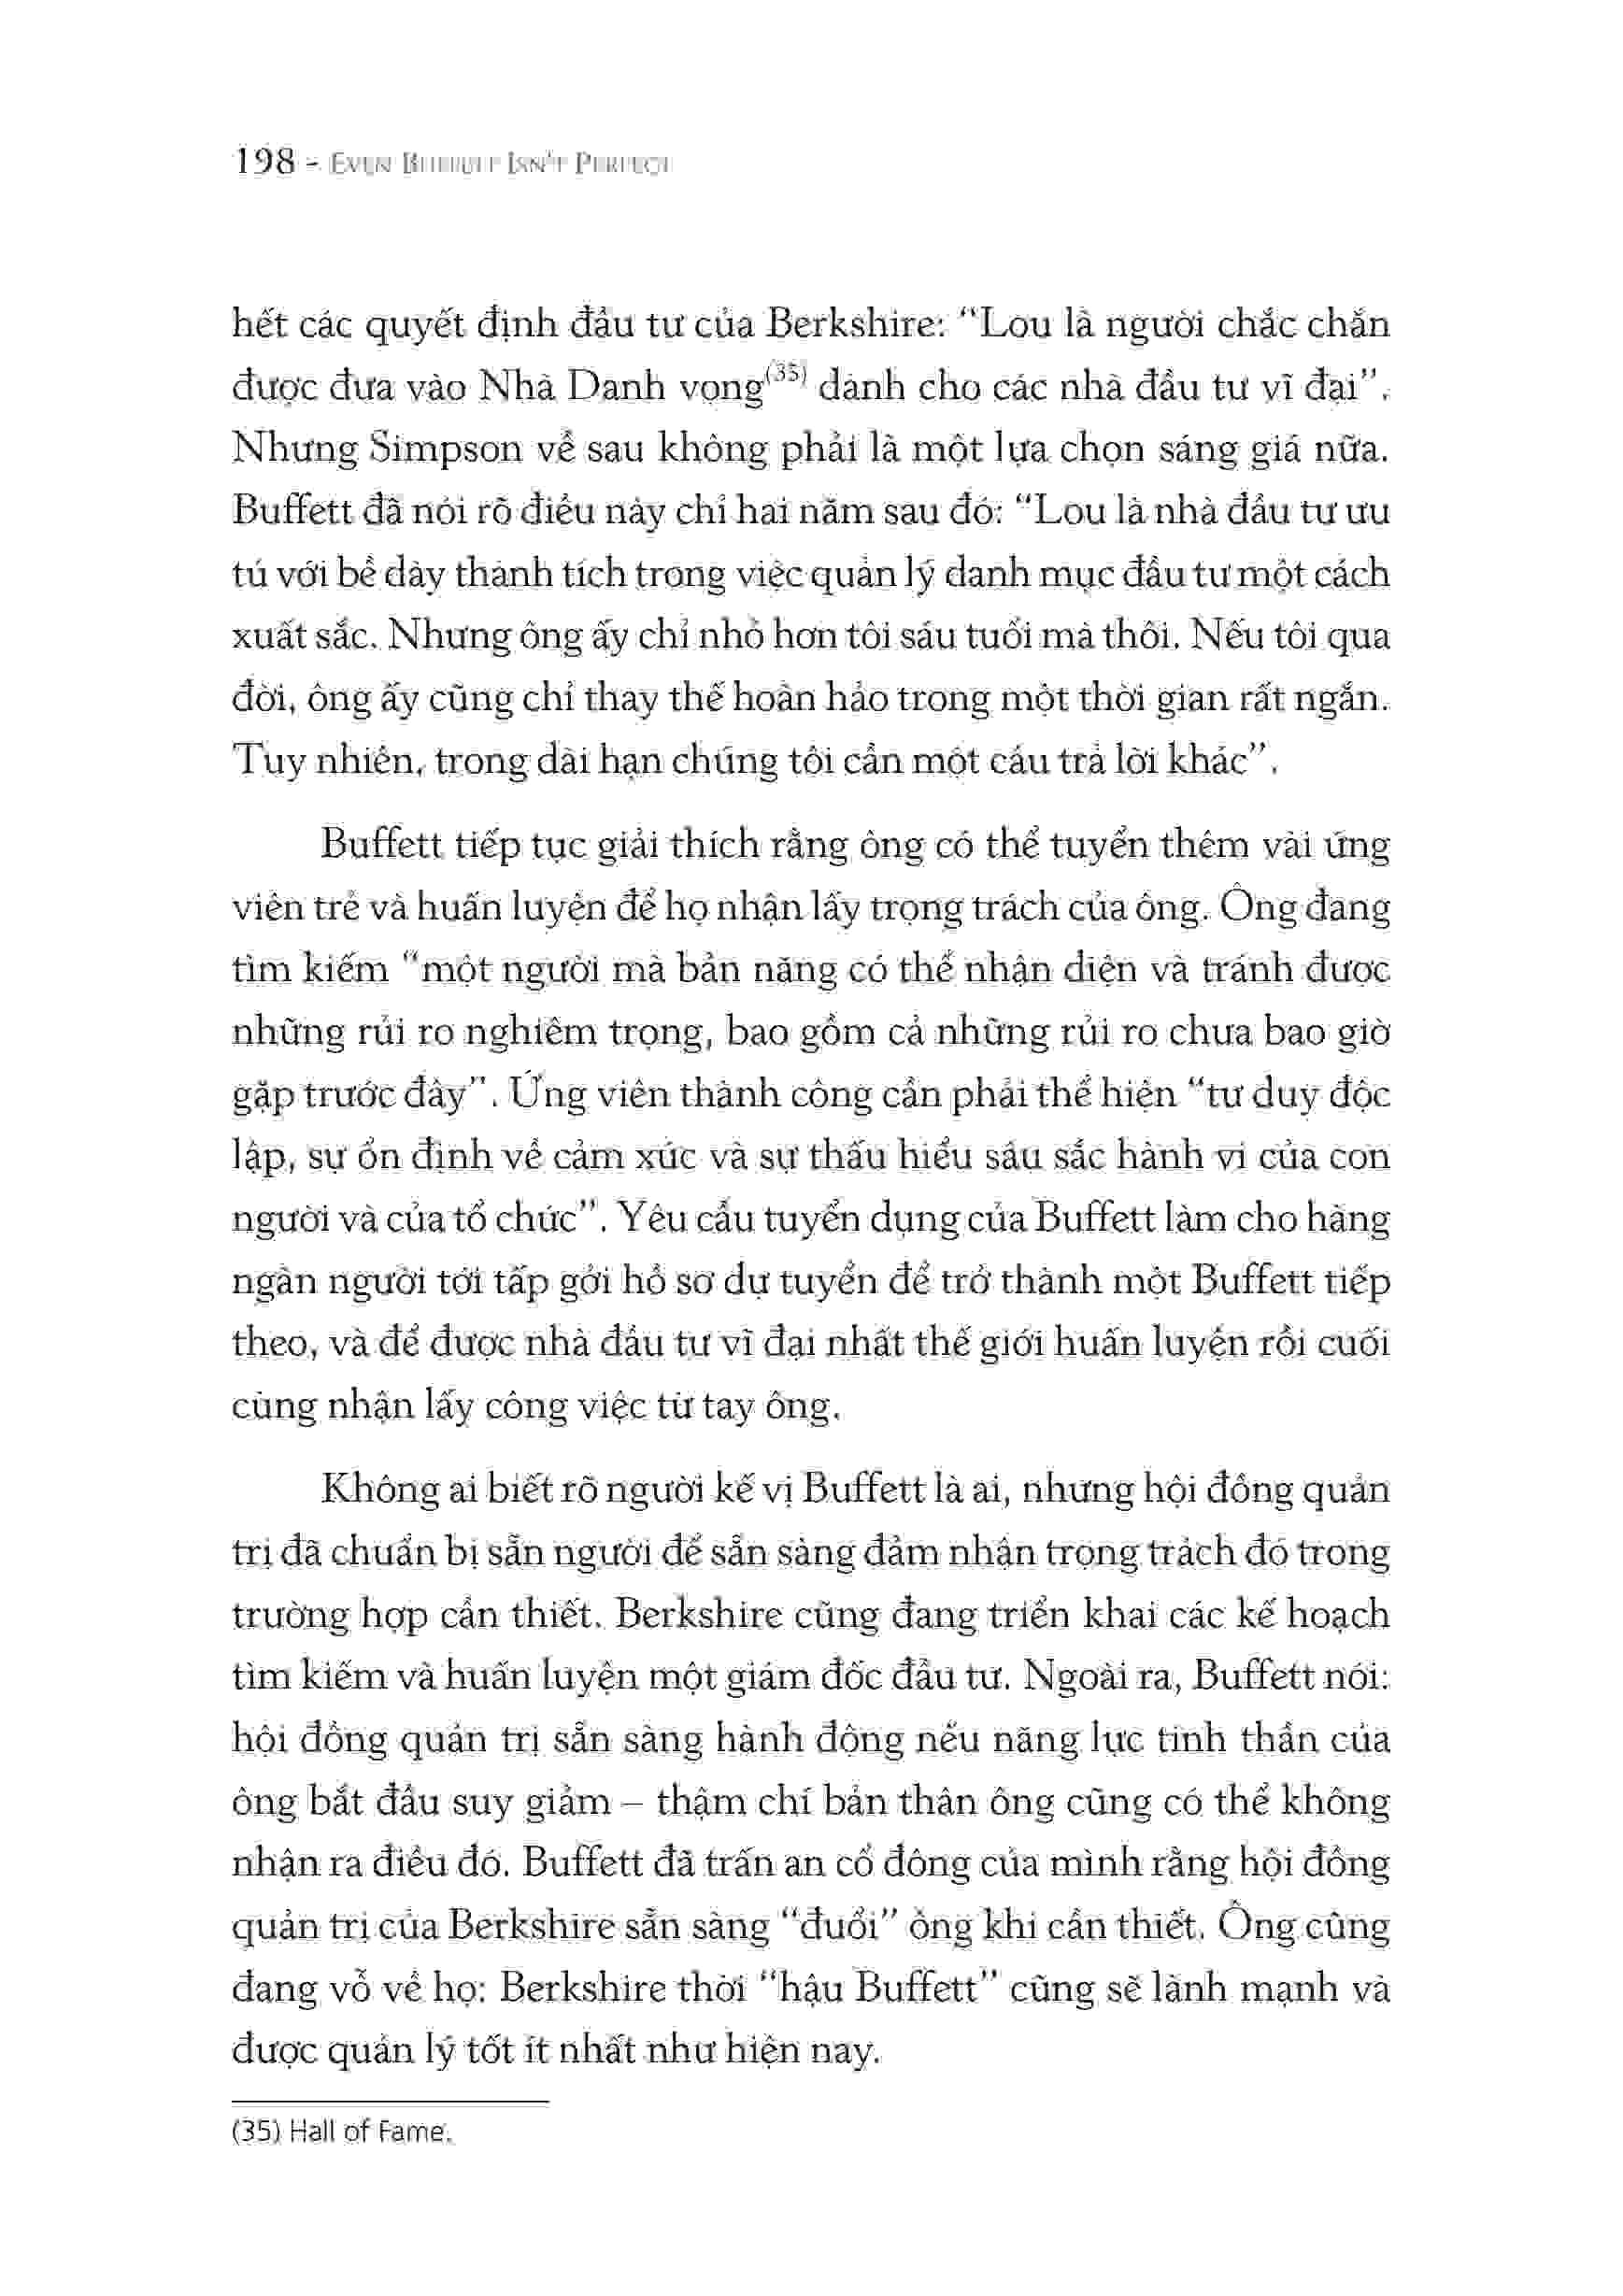 198 - EVEN BUFFETT ISN'T PERFECT
hết các quyết định đầu tư của Berkshire: “Lou là người chắc chắn
được đưa vào Nhà Danh vọng(35) dành cho các nhà đầu tư vĩ đại”.
Nhưng Simpson về sau không phải là một lựa chọn sáng giá nữa.
Buffett đã nói rõ điều này chỉ hai năm sau đó: “Lou là nhà đầu tư ưu
tú với bề dày thành tích trong việc quản lý danh mục đầu tư một cách
xuất sắc. Nhưng ông ấy chỉ nhỏ hơn tôi sáu tuổi mà thôi. Nếu tôi qua
đời, ông ấy cũng chỉ thay thế hoàn hảo trong một thời gian rất ngắn.
Tuy nhiên, trong dài hạn chúng tôi cần một câu trả lời khác”.
Buffett tiếp tục giải thích rằng ông có thể tuyển thêm vài ứng
viên trẻ và huấn luyện để họ nhận lấy trọng trách của ông. Ông đang
tìm kiếm “một người mà bản năng có thể nhận diện và tránh được
những rủi ro nghiêm trọng, bao gồm cả những rủi ro chưa bao giờ
gặp trước đây”. Ứng viên thành công cần phải thể hiện “tư duy độc
lập, sự ổn định về cảm xúc và sự thấu hiểu sâu sắc hành vi của con
người và của tổ chức”. Yêu cầu tuyển dụng của Buffett làm cho hàng
ngàn người tới tấp gởi hồ sơ dự tuyển để trở thành một Buffett tiếp
theo, và để được nhà đầu tư vĩ đại nhất thế giới huấn luyện rồi cuối
cùng nhận lấy công việc từ tay ông.
Không ai biết rõ người kế vị Buffett là ai, nhưng hội đồng quản
trị đã chuẩn bị sẵn người để sẵn sàng đảm nhận trọng trách đó trong
trường hợp cần thiết. Berkshire cũng đang triển khai các kế hoạch
tìm kiếm và huấn luyện một giám đốc đầu tư. Ngoài ra, Buffett nói:
hội đồng quản trị sẵn sàng hành động nếu năng lực tinh thần của
ông bắt đầu suy giảm – thậm chí bản thân ông cũng có thể không
nhận ra điều đó. Buffett đã trấn an cổ đông của mình rằng hội đồng
quản trị của Berkshire sẵn sàng “đuổi” ông khi cần thiết. Ông cũng
đang vỗ về họ: Berkshire thời “hậu Buffett” cũng sẽ lành mạnh và
được quản lý tốt ít nhất như hiện nay.
(35) Hall of Fame.